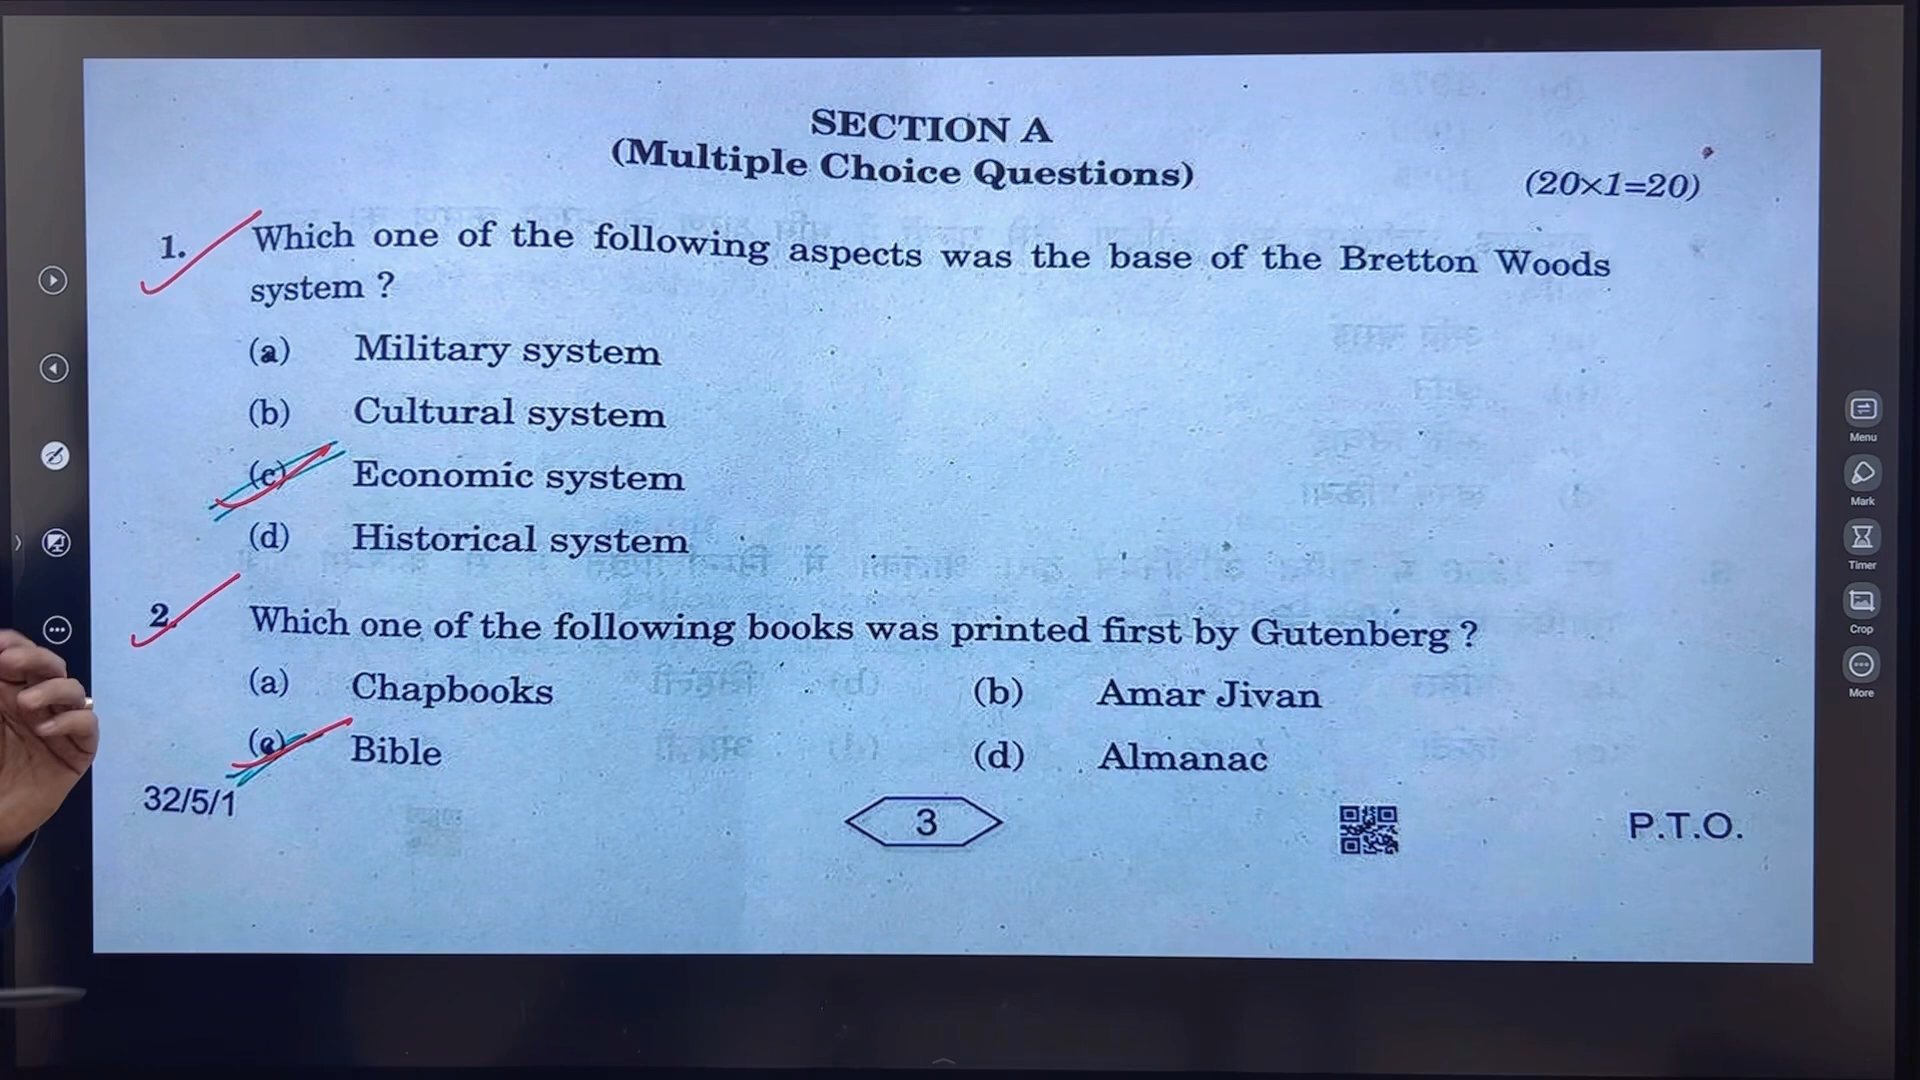 SECTION A
(Multiple Choice Questions)
(20×1=20)
1. Which one of the following aspects was the base of the Bretton Woods
system ?
(a) Military system
(b) Cultural system
(c) Economic system
(d) Historical system
2. Which one of the following books was printed first by Gutenberg ?
(a) Chapbooks (b) Amar Jivan
(c) Bible (d) Almanac
32/5/1 3 P.T.O.
Menu
Mark
Timer
Crop
More